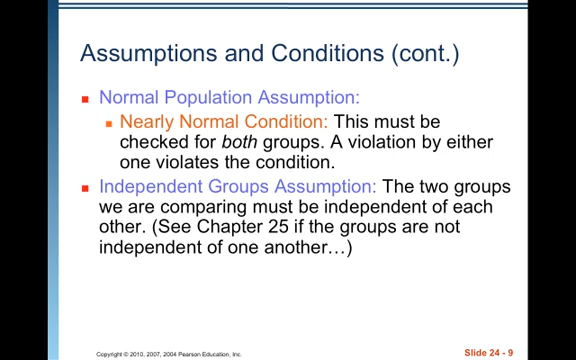 Assumptions and Conditions (cont.)
Normal Population Assumption:
Nearly Normal Condition: This must be
checked for both groups. A violation by either
one violates the condition.
Independent Groups Assumption: The two groups
we are comparing must be independent of each
other. (See Chapter 25 if the groups are not
independent of one another…)
Copyright © 2010, 2007, 2004 Pearson Education, Inc.
Slide 24 - 9